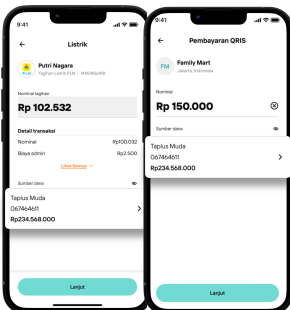 9:41
Listrik
Putri Nagara
Tagihan Listrik PLN
Nominal tagihan
Rp 102.532
Detail transaksi
Nominal Rp100.032
Biaya admin Rp2.500
Lihat Semua
Sumber dana
Taplus Muda
067464611
Rp234.568.000
Lanjut
9:41
Pembayaran QRIS
FM
Family Mart
Jakarta, Indonesia
Nominal
Rp 150.000
Sumber dana
Taplus Muda
067464611
Rp234.568.000
Lanjut